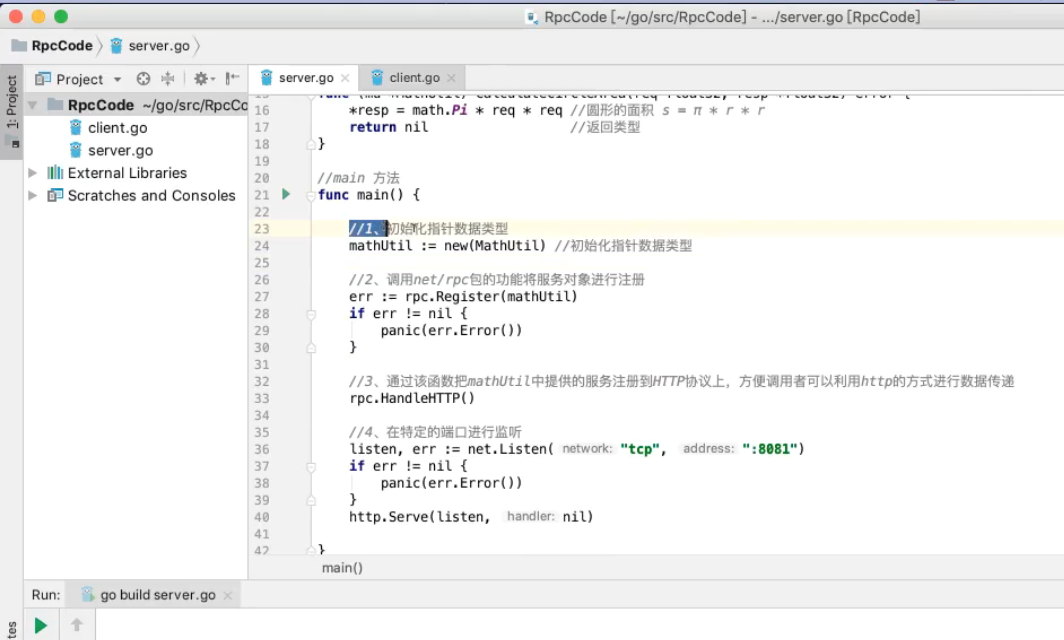 RpcCode [~/go/src/RpcCode] - .../server.go [RpcCode]
RpcCode server.go
1: Project
Project
server.go client.go
RpcCode ~/go/src/RpcCo
client.go
server.go
External Libraries
Scratches and Consoles
16 *resp = math.Pi * req * req //圆形的面积 s = π * r * r
17 return nil //返回类型
18 }
19
20 //main 方法
21 func main() {
22
23 //1、初始化指针数据类型
24 mathUtil := new(MathUtil) //初始化指针数据类型
25
26 //2、调用net/rpc包的功能将服务对象进行注册
27 err := rpc.Register(mathUtil)
28 if err != nil {
29 panic(err.Error())
30 }
31
32 //3、通过该函数把mathUtil中提供的服务注册到HTTP协议上，方便调用者可以利用http的方式进行数据传递
33 rpc.HandleHTTP()
34
35 //4、在特定的端口进行监听
36 listen, err := net.Listen( network: "tcp", address: ":8081")
37 if err != nil {
38 panic(err.Error())
39 }
40 http.Serve(listen, handler: nil)
41
42 }
main()
Run: go build server.go